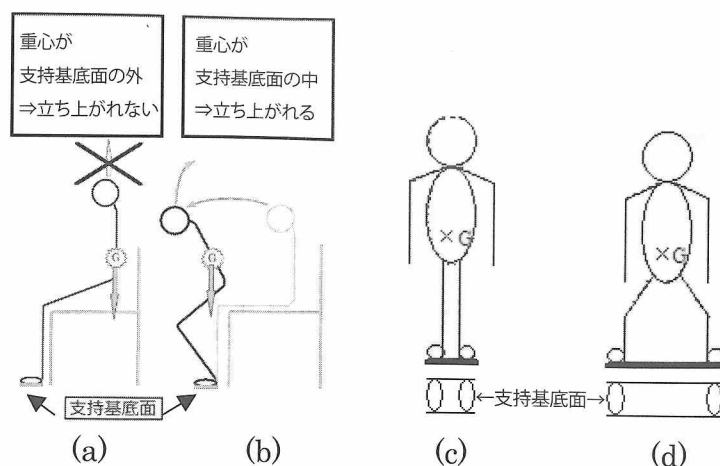 重心が
支持基底面の外
⇒立ち上がれない
重心が
支持基底面の中
⇒立ち上がれる
G
G
×G
×G
支持基底面
←支持基底面→
(a)
(b)
(c)
(d)